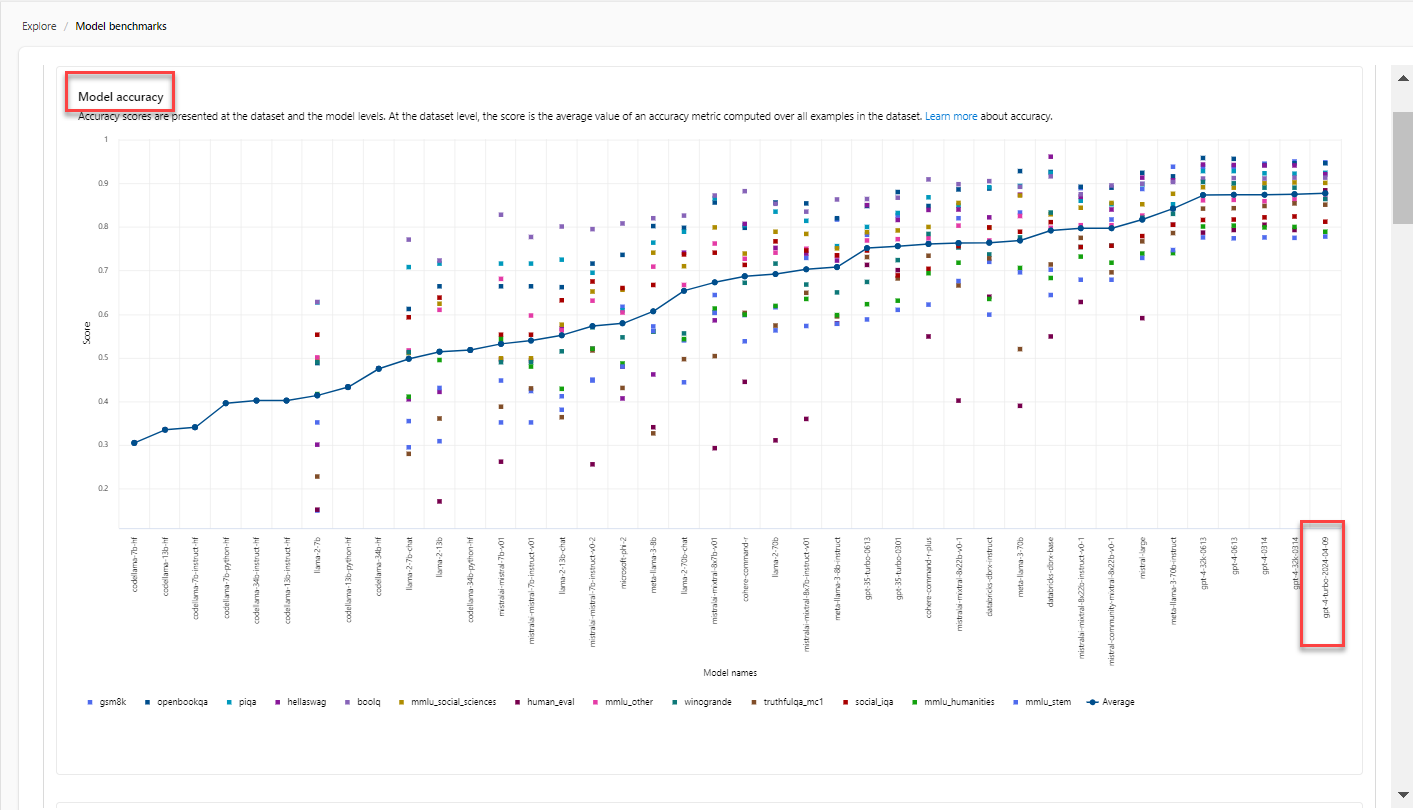 Explore / Model benchmarks
Model accuracy
Accuracy scores are presented at the dataset and the model levels. At the dataset level, the score is the average value of an accuracy metric computed over all examples in the dataset. Learn more about accuracy.
1
0.9
0.8
0.7
0.6
0.5
0.4
0.3
0.2
Score
codellama-7b-hf
codellama-13b-hf
codellama-7b-instruct-hf
codellama-7b-python-hf
codellama-34b-instruct-hf
codellama-13b-instruct-hf
llama-2-7b
codellama-13b-python-hf
codellama-34b-hf
llama-2-7b-chat
llama-2-13b
codellama-34b-python-hf
mistralai-mistral-7b-v01
mistralai-mistral-7b-instruct-v01
llama-2-13b-chat
mistralai-mistral-7b-instruct-v0-2
microsoft-phi-2
meta-llama-3-8b
llama-2-70b-chat
mistralai-mixtral-8x7b-v01
cohere-command-r
llama-2-70b
mistralai-mixtral-8x7b-instruct-v01
meta-llama-3-8b-instruct
gpt-35-turbo-0613
gpt-35-turbo-0301
cohere-command-r-plus
mistralai-mixtral-8x22b-v0-1
databricks-dbrx-instruct
meta-llama-3-70b
databricks-dbrx-base
mistralai-mixtral-8x22b-instruct-v0-1
mistral-community-mixtral-8x22b-v0-1
mistral-large
meta-llama-3-70b-instruct
gpt-4-32k-0613
gpt-4-0613
gpt-4-0314
gpt-4-32k-0314
gpt-4-turbo-2024-04-09
Model names
gsm8k openbookqa piqa hellaswag boolq mmlu_social_sciences human_eval mmlu_other winogrande truthfulqa_mc1 social_iqa mmlu_humanities mmlu_stem Average